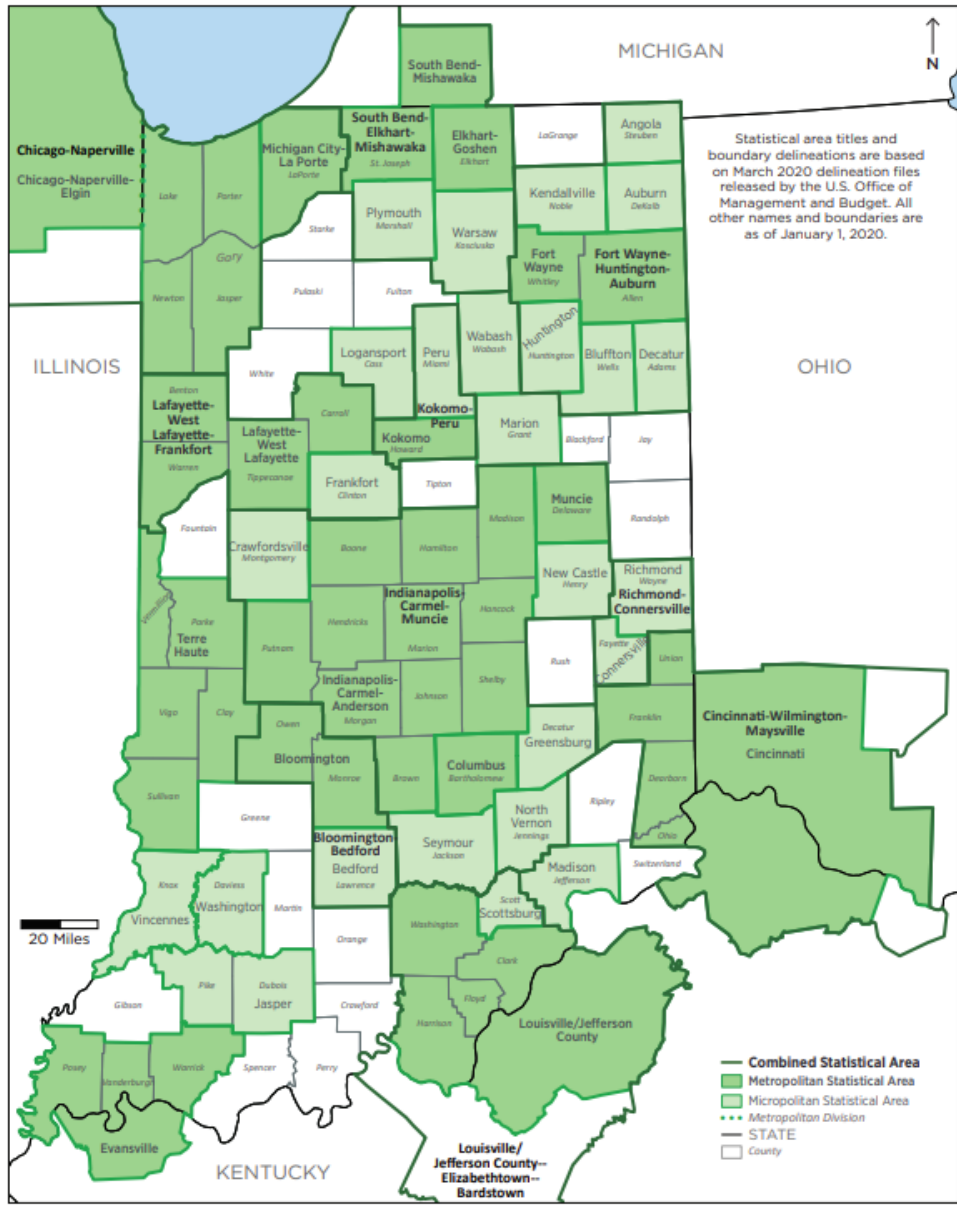 MICHIGAN
N
South Bend-
Mishawaka
Statistical area titles and
boundary delineations are based
on March 2020 delineation files
released by the U.S. Office of
Management and Budget. All
other names and boundaries are
as of January 1, 2020.
Chicago-Naperville
Chicago-Naperville-
Elgin
Lake
Porter
Michigan City-
La Porte
LaPorte
South Bend-
Elkhart-
Mishawaka
St. Joseph
Elkhart-
Goshen
Elkhart
LaGrange
Angola
Steuben
Plymouth
Marshall
Kendallville
Noble
Auburn
DeKalb
Starke
Warsaw
Kosciusko
Gary
Newton
Jasper
Pulaski
Fulton
Fort
Wayne
Whitley
Fort Wayne-
Huntington-
Auburn
Allen
ILLINOIS
OHIO
White
Logansport
Cass
Peru
Miami
Wabash
Wabash
Huntington
Huntington
Bluffton
Wells
Decatur
Adams
Benton
Lafayette-
West
Lafayette-
Frankfort
Warren
Lafayette-
West
Lafayette
Tippecanoe
Carroll
Kokomo-
Peru
Kokomo
Howard
Marion
Grant
Blackford
Jay
Frankfort
Clinton
Tipton
Fountain
Madison
Muncie
Delaware
Randolph
Crawfordsville
Montgomery
Boone
Hamilton
New Castle
Henry
Richmond
Wayne
Richmond-
Connersville
Vermillion
Parke
Terre
Haute
Putnam
Hendricks
Indianapolis-
Carmel-
Muncie
Marion
Hancock
Rush
Fayette
Connersville
Union
Vigo
Clay
Indianapolis-
Carmel-
Anderson
Morgan
Johnson
Shelby
Decatur
Greensburg
Franklin
Cincinnati-Wilmington-
Maysville
Cincinnati
Owen
Bloomington
Monroe
Brown
Columbus
Bartholomew
Dearborn
Sullivan
Greene
North
Vernon
Jennings
Ripley
Ohio
Bloomington-
Bedford
Bedford
Lawrence
Seymour
Jackson
Madison
Jefferson
Switzerland
Knox
Vincennes
Daviess
Washington
Martin
Scott
Scottsburg
20 Miles
Orange
Washington
Clark
Gibson
Pike
Dubois
Jasper
Crawford
Harrison
Floyd
Louisville/Jefferson
County
Posey
Vanderburgh
Warrick
Spencer
Perry
Evansville
KENTUCKY
Louisville/
Jefferson County--
Elizabethtown--
Bardstown
Combined Statistical Area
Metropolitan Statistical Area
Micropolitan Statistical Area
Metropolitan Division
STATE
County